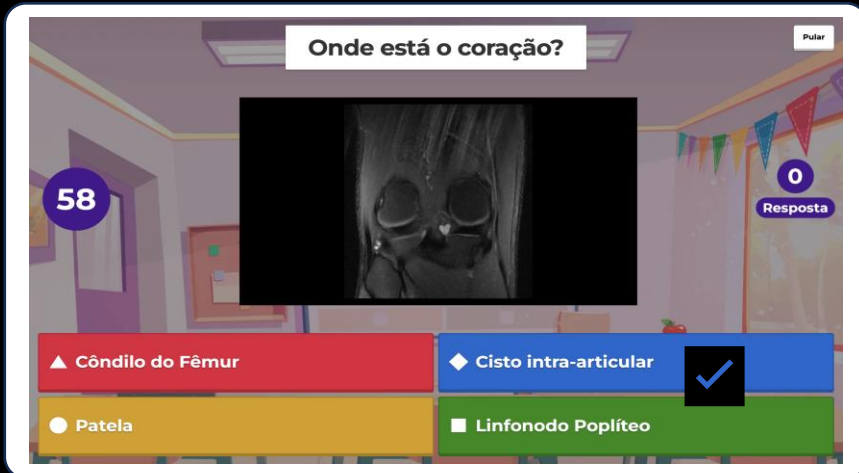 Onde está o coração?
Pular
58
0
Resposta
Côndilo do Fêmur
Cisto intra-articular
Patela
Linfonodo Poplíteo